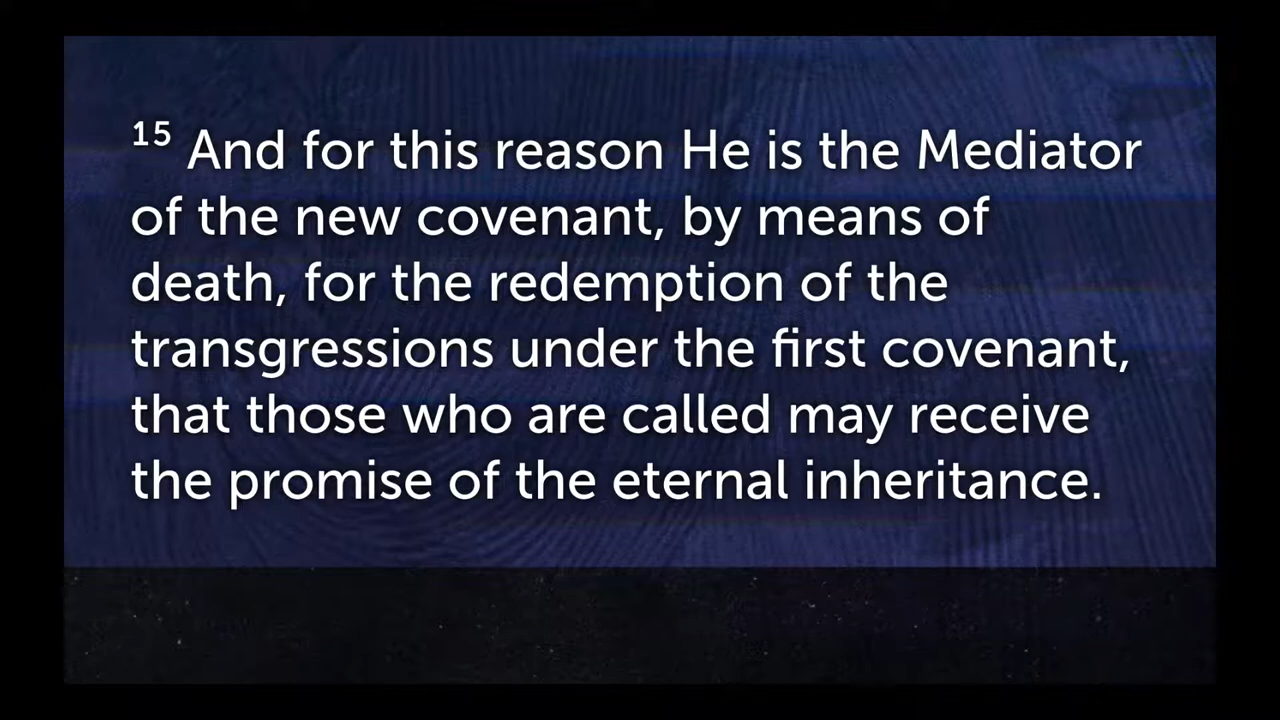 15 And for this reason He is the Mediator
of the new covenant, by means of
death, for the redemption of the
transgressions under the first covenant,
that those who are called may receive
the promise of the eternal inheritance.